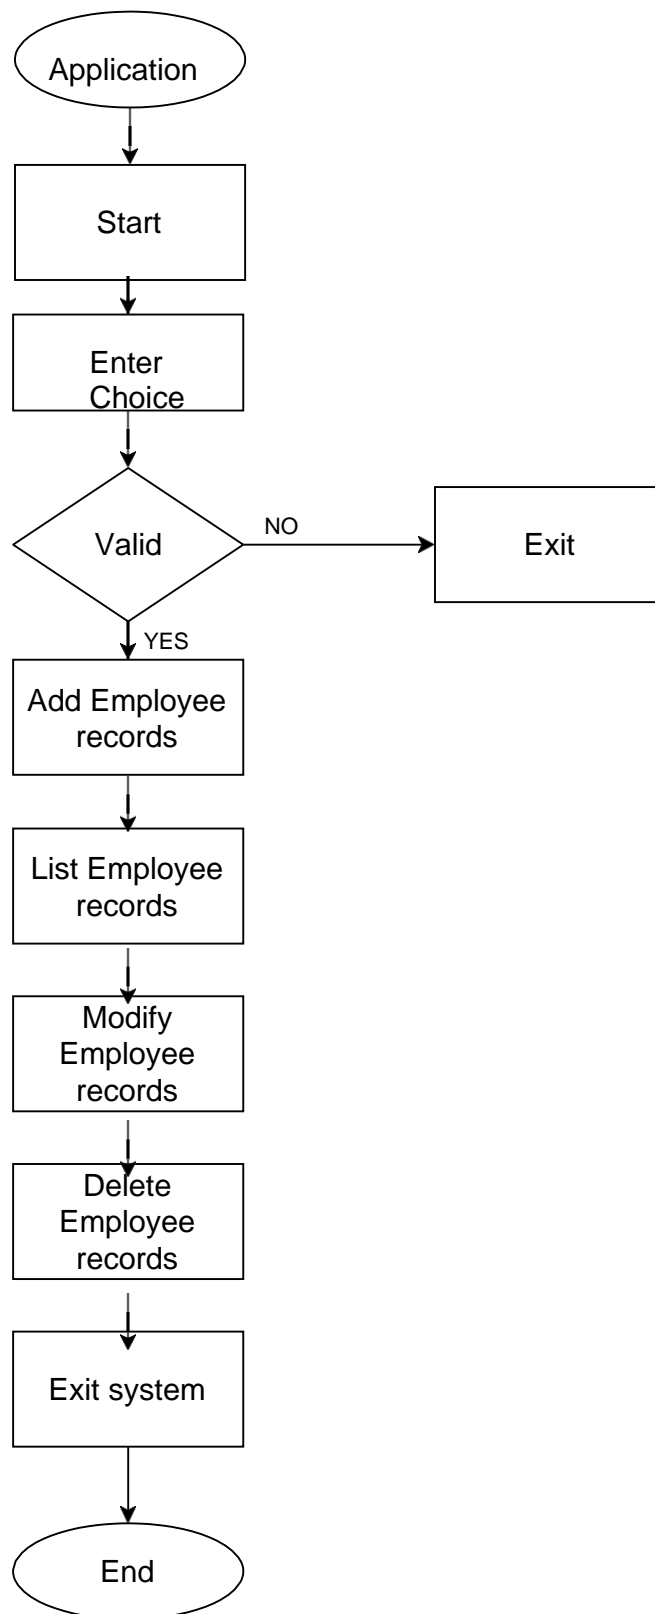 Application
Start
Enter
Choice
Valid
NO
Exit
YES
Add Employee
records
List Employee
records
Modify
Employee
records
Delete
Employee
records
Exit system
End